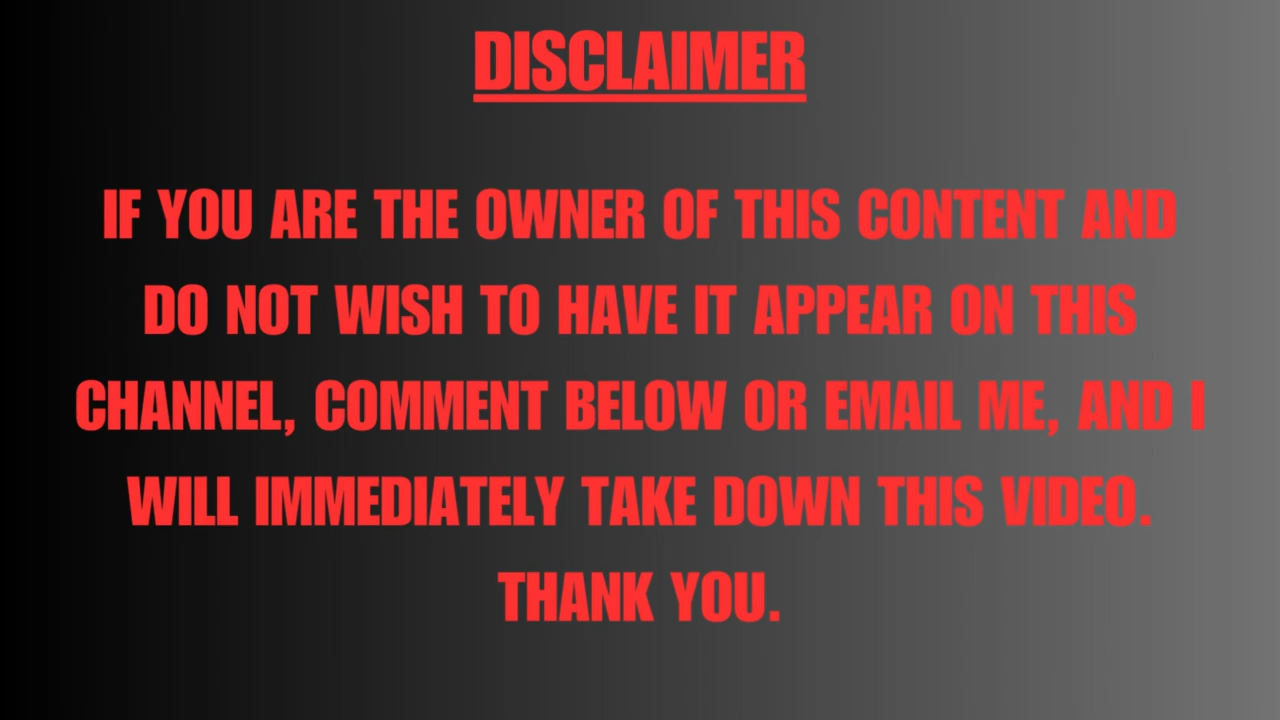 DISCLAIMER
IF YOU ARE THE OWNER OF THIS CONTENT AND
DO NOT WISH TO HAVE IT APPEAR ON THIS
CHANNEL, COMMENT BELOW OR EMAIL ME, AND I
WILL IMMEDIATELY TAKE DOWN THIS VIDEO.
THANK YOU.